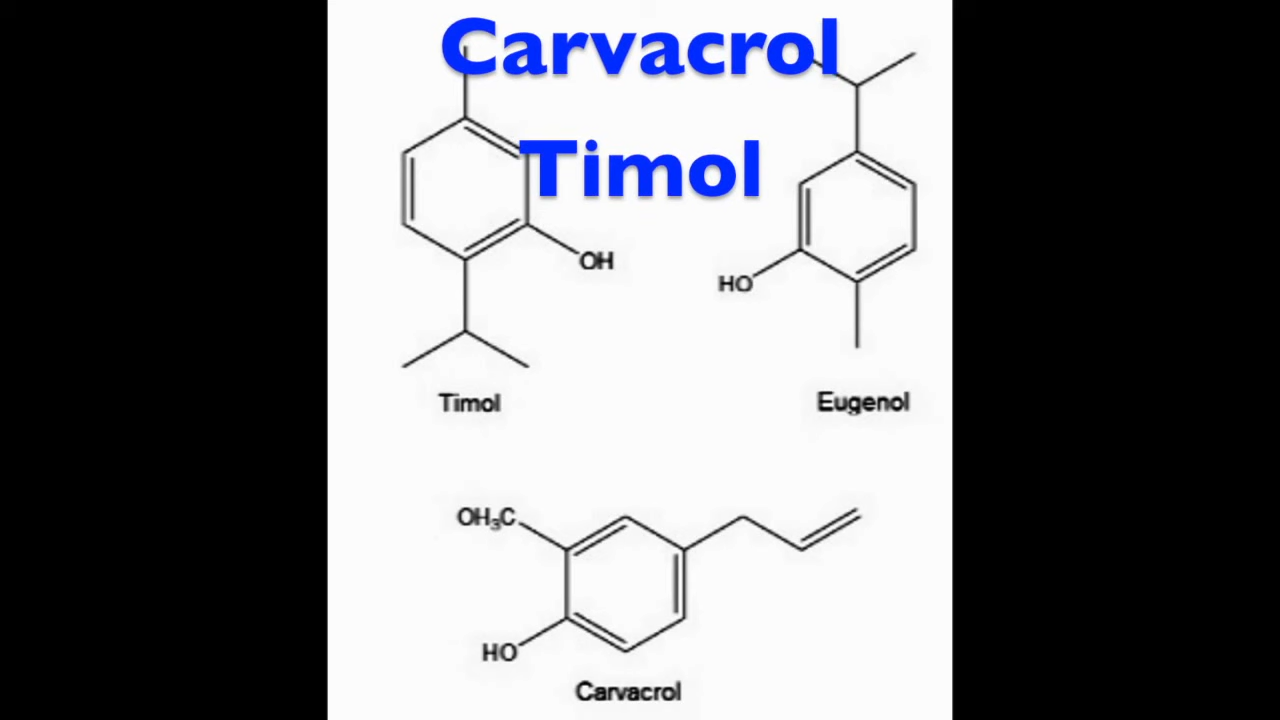 Carvacrol
Timol
OH
HO
Timol
Eugenol
OH₃C
HO
Carvacrol